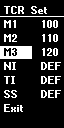 TCR Set
M1 100
M2 110
M3 120
NI DEF
TI DEF
SS DEF
Exit